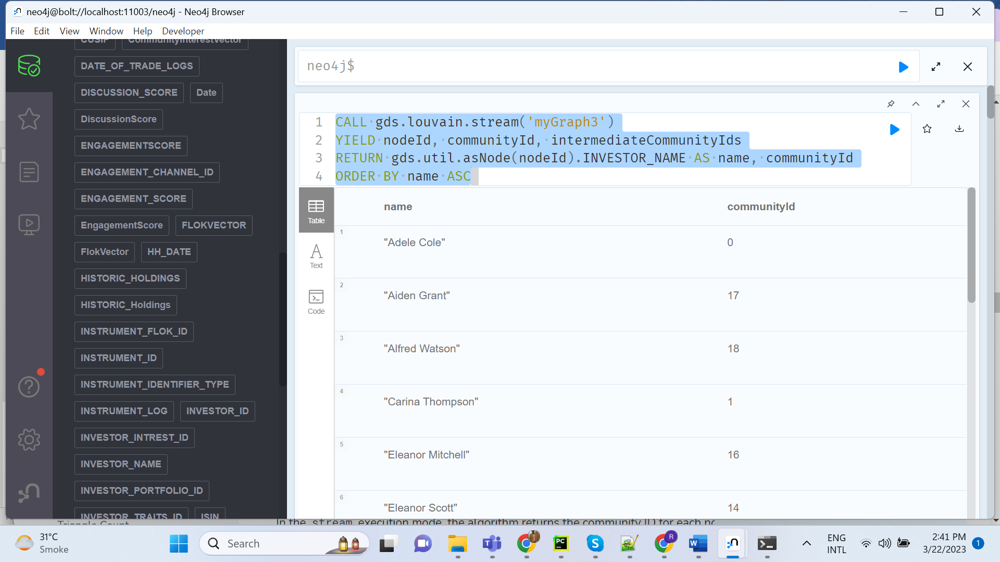 neo4j@bolt://localhost:11003/neo4j - Neo4j Browser
File Edit View Window Help Developer
CUSIP CommunityInterestVector
DATE_OF_TRADE_LOGS
DISCUSSION_SCORE Date
DiscussionScore
ENGAGEMENTSCORE
ENGAGEMENT_CHANNEL_ID
ENGAGEMENT_SCORE
EngagementScore FLOKVECTOR
FlokVector HH_DATE
HISTORIC_HOLDINGS
HISTORIC_Holdings
INSTRUMENT_FLOK_ID
INSTRUMENT_ID
INSTRUMENT_IDENTIFIER_TYPE
INSTRUMENT_LOG INVESTOR_ID
INVESTOR_INTREST_ID
INVESTOR_NAME
INVESTOR_PORTFOLIO_ID
INVESTOR_TRAITS_ID ISIN
neo4j$
1 CALL gds.louvain.stream('myGraph3')
2 YIELD nodeId, communityId, intermediateCommunityIds
3 RETURN gds.util.asNode(nodeId).INVESTOR_NAME AS name, communityId
4 ORDER BY name ASC
Table
Text
Code
name communityId
1 "Adele Cole" 0
2 "Aiden Grant" 17
3 "Alfred Watson" 18
4 "Carina Thompson" 1
5 "Eleanor Mitchell" 16
6 "Eleanor Scott" 14
Triangle Count
In the stream execution mode, the algorithm returns the community ID for each
31°C
Smoke
Search
T
PC
S
R
W
ENG
INTL
2:41 PM
3/22/2023
1